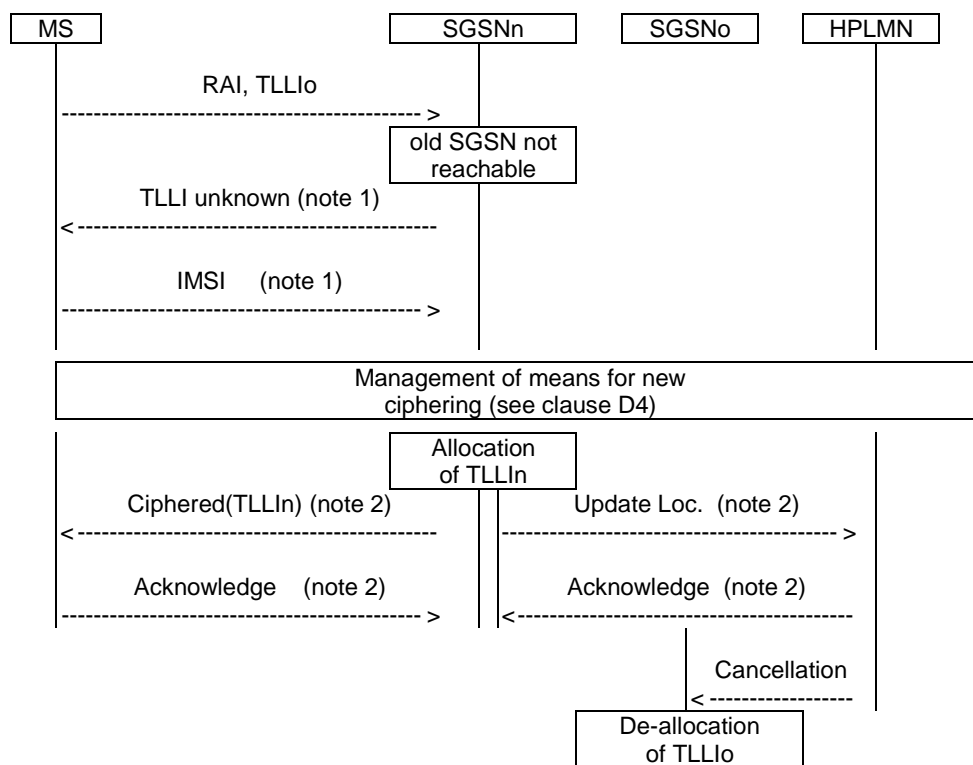 MS SGSNn SGSNo HPLMN
RAI, TLLIo
old SGSN not
reachable
TLLI unknown (note 1)
IMSI (note 1)
Management of means for new
ciphering (see clause D4)
Allocation
of TLLIn
Ciphered(TLLIn) (note 2) Update Loc. (note 2)
Acknowledge (note 2) Acknowledge (note 2)
Cancellation
De-allocation
of TLLIo